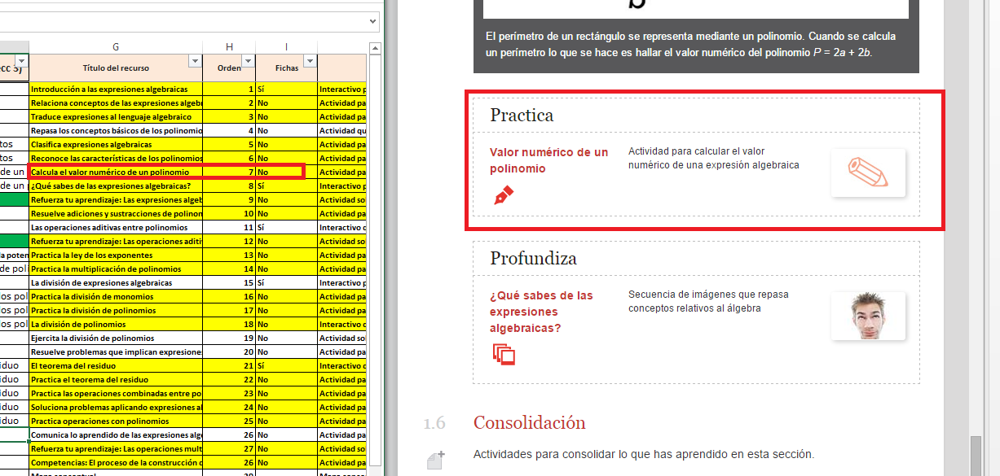 G H I
ecc 3) Título del recurso Orden Fichas
Introducción a las expresiones algebraicas 1 Sí Interactivo p
Relaciona conceptos de las expresiones algebr 2 No Actividad pa
Traduce expresiones al lenguaje algebraico 3 No Actividad pa
Repasa los conceptos básicos de los polinomio 4 No Actividad qu
tos Clasifica expresiones algebraicas 5 No Actividad pa
tos Reconoce las características de los polinomios 6 No Actividad pa
de un Calcula el valor numérico de un polinomio 7 No Actividad pa
de un ¿Qué sabes de las expresiones algebraicas? 8 Sí Interactivo p
Refuerza tu aprendizaje: Las expresiones algeb 9 No Actividad so
Resuelve adiciones y sustracciones de polinon 10 No Actividad pa
Las operaciones aditivas entre polinomios 11 Sí Interactivo d
Refuerza tu aprendizaje: Las operaciones aditi 12 No Actividad so
la poten Practica la ley de los exponentes 13 No Actividad pa
de poli Practica la multiplicación de polinomios 14 No Actividad pa
La división de expresiones algebraicas 15 Sí Interactivo p
los pol Practica la división de monomios 16 No Actividad pa
los pol Practica la división de polinomios 17 No Actividad pa
los pol La división de polinomios 18 No Interactivo d
Ejercita la división de polinomios 19 No Actividad so
Resuelve problemas que implican expresione 20 No Actividad pa
iduo El teorema del residuo 21 Sí Interactivo d
iduo Practica el teorema del residuo 22 No Actividad pa
iduo Practica las operaciones combinadas entre po 23 No Actividad pa
iduo Soluciona problemas aplicando expresiones al 24 No Actividad pa
iduo Practica operaciones con polinomios 25 No Actividad pa
Comunica lo aprendido de las expresiones alge 26 No Actividad pa
Refuerza tu aprendizaje: Las operaciones mult 27 No Actividad so
Competencias: El proceso de la construcción d 26 No Actividad pa
b
El perímetro de un rectángulo se representa mediante un polinomio. Cuando se calcula
un perímetro lo que se hace es hallar el valor numérico del polinomio P = 2a + 2b.
Practica
Valor numérico de un
polinomio
Actividad para calcular el valor
numérico de una expresión algebraica
Profundiza
¿Qué sabes de las
expresiones
algebraicas?
Secuencia de imágenes que repasa
conceptos relativos al álgebra
1.6 Consolidación
Actividades para consolidar lo que has aprendido en esta sección.